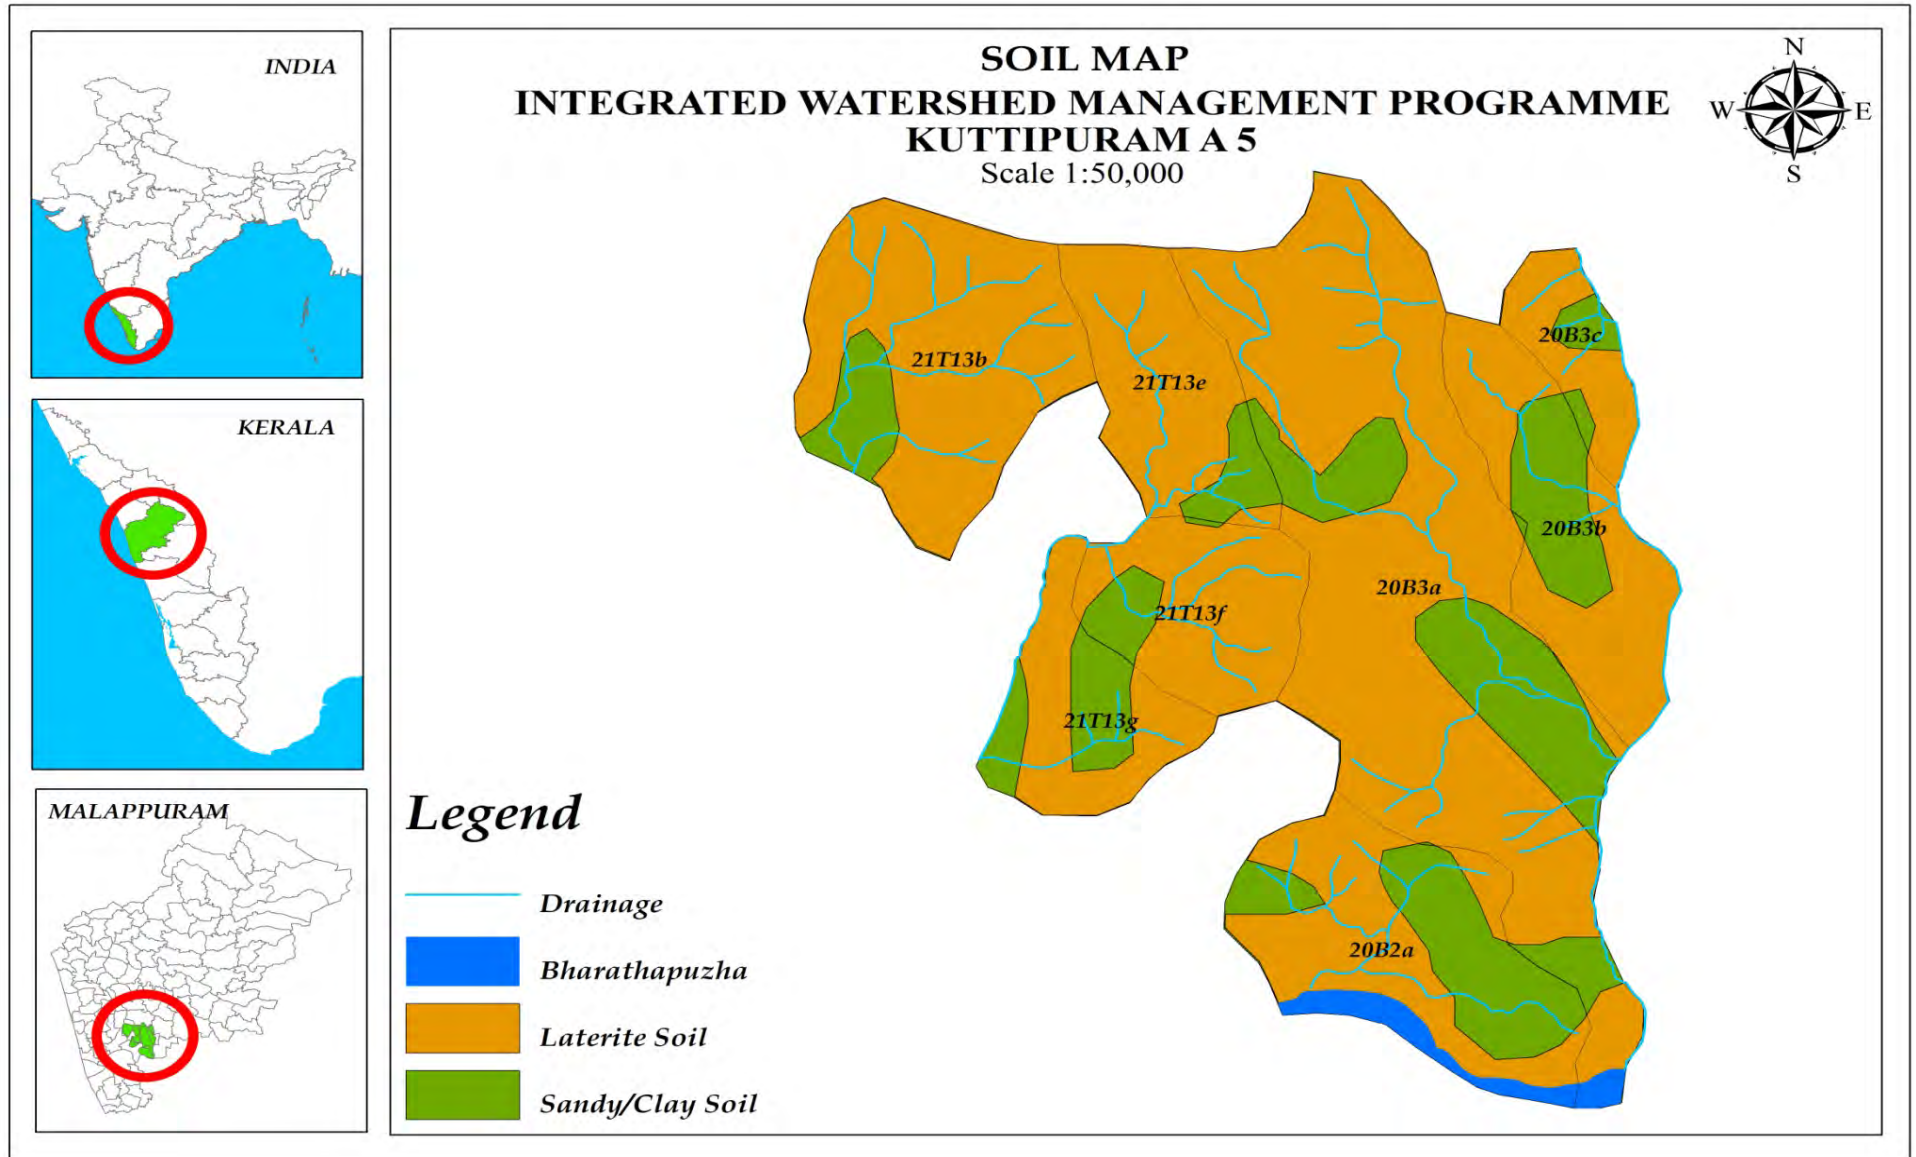 INDIA
KERALA
MALAPPURAM
SOIL MAP
INTEGRATED WATERSHED MANAGEMENT PROGRAMME
KUTTIPURAM A 5
Scale 1:50,000
N
W E
S
20B3c
21T13b
21T13e
20B3b
20B3a
21T13f
21T13g
20B2a
Legend
Drainage
Bharathapuzha
Laterite Soil
Sandy/Clay Soil